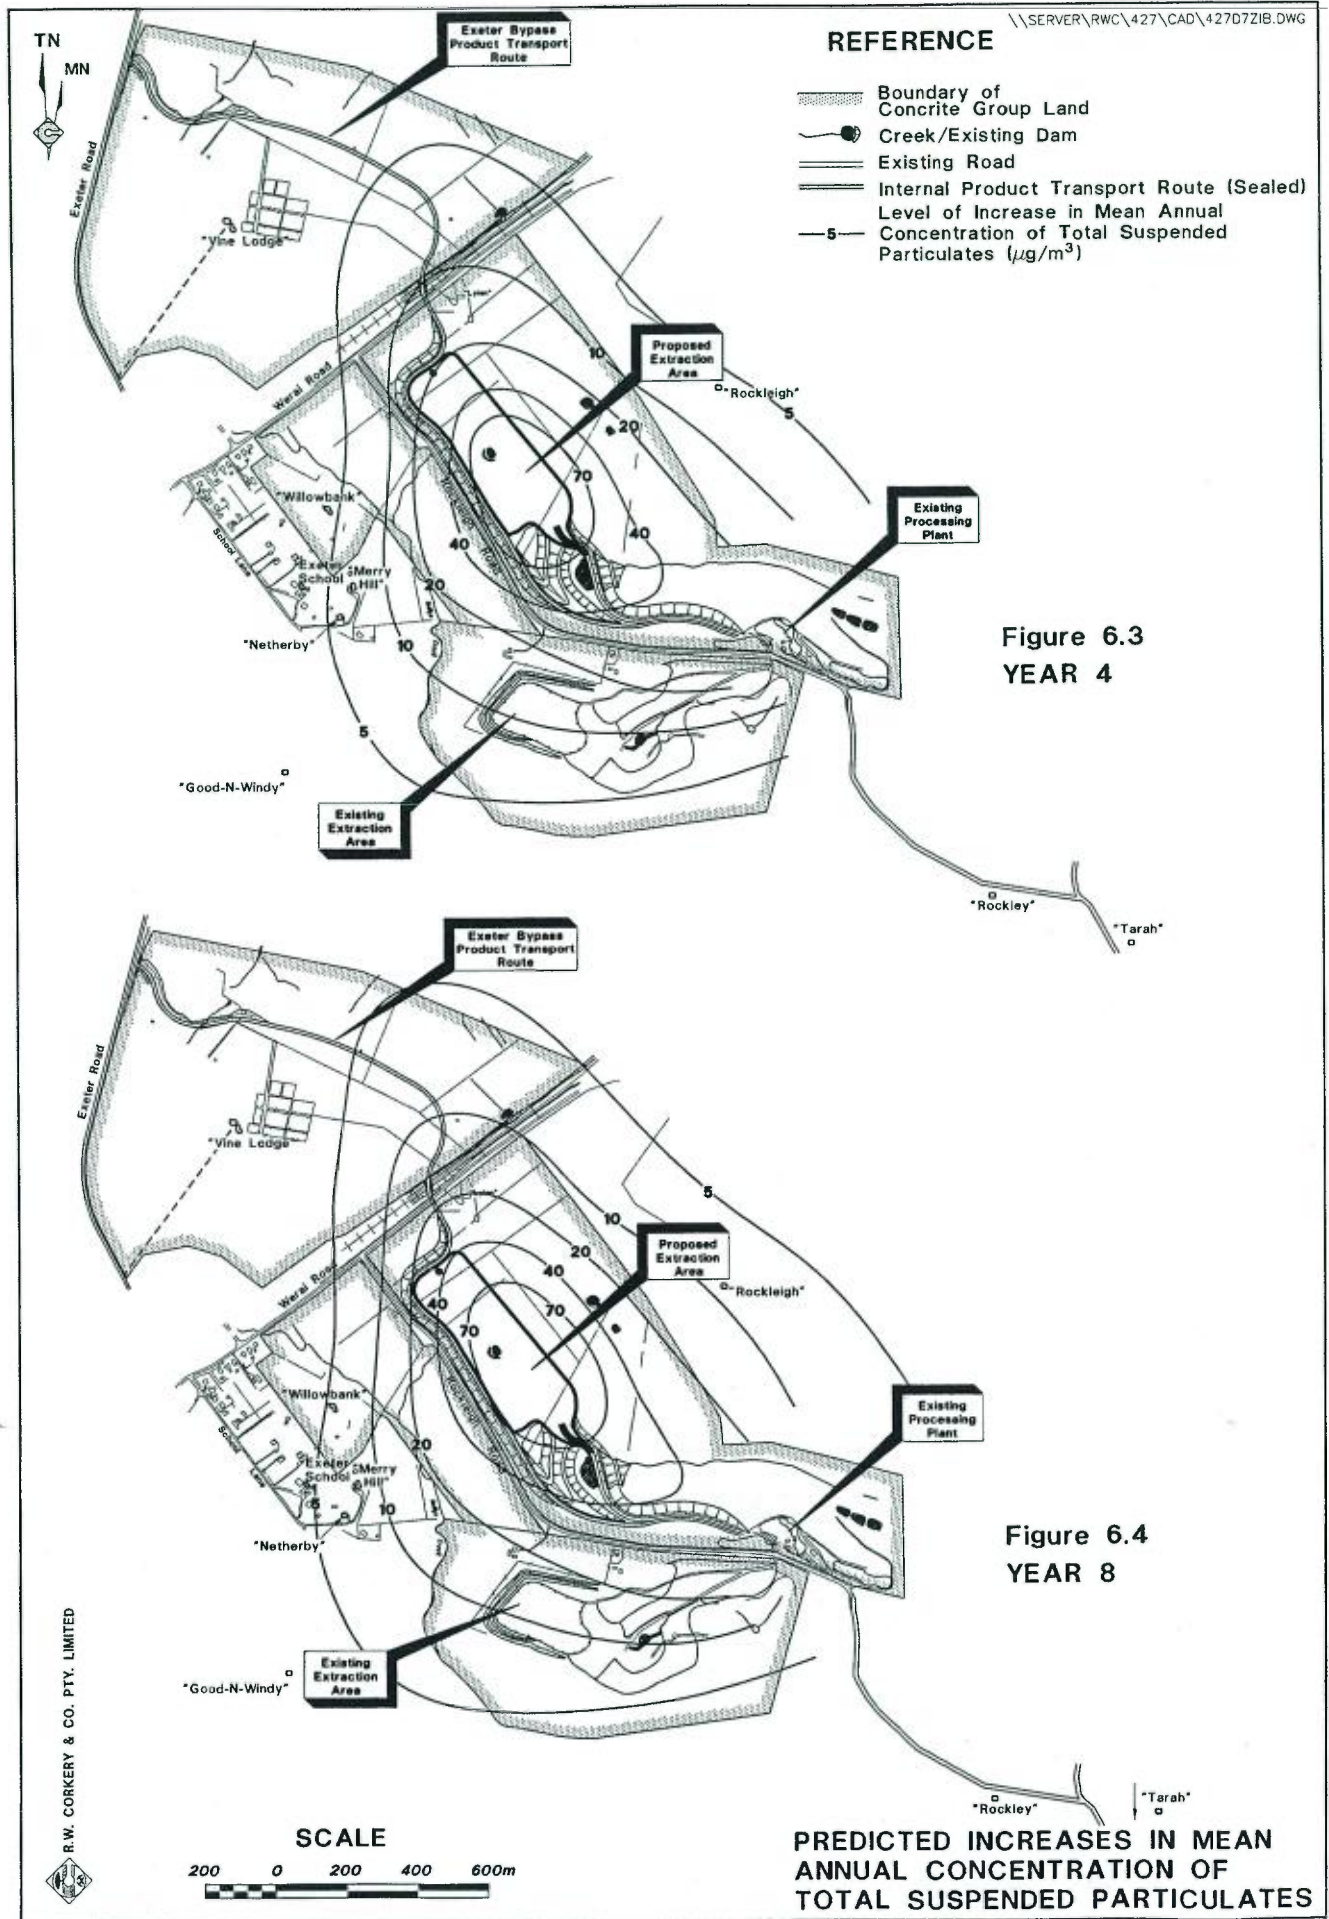 \\SERVER\RWC\427\CAD\427D7ZIB.DWG
TN
MN
REFERENCE
Boundary of
Concrite Group Land
Creek/Existing Dam
Existing Road
Internal Product Transport Route (Sealed)
Level of Increase in Mean Annual
5 Concentration of Total Suspended
Particulates (μg/m³)
Exeter Bypass
Product Transport
Route
Exeter Road
"Vine Lodge"
Proposed
Extraction
Area
10
"Rockleigh"
5
Werai Road
20
70
"Willowbank"
Existing
Processing
Plant
School Lane
Rockleigh Road
40
40
Exeter
School
"Merry
Hill"
20
"Netherby"
10
Figure 6.3
YEAR 4
5
"Good-N-Windy"
Existing
Extraction
Area
"Rockley"
"Tarah"
Exeter Bypass
Product Transport
Route
Exeter Road
"Vine Lodge"
5
10
20
Proposed
Extraction
Area
40
"Rockleigh"
Werai Road
40
70
70
"Willowbank"
Rockleigh
Existing
Processing
Plant
School Lane
20
Exeter
School
"Merry
Hill"
5
10
"Netherby"
Figure 6.4
YEAR 8
Existing
Extraction
Area
"Good-N-Windy"
"Rockley"
"Tarah"
R.W. CORKERY & CO. PTY. LIMITED
SCALE
200 0 200 400 600m
PREDICTED INCREASES IN MEAN
ANNUAL CONCENTRATION OF
TOTAL SUSPENDED PARTICULATES